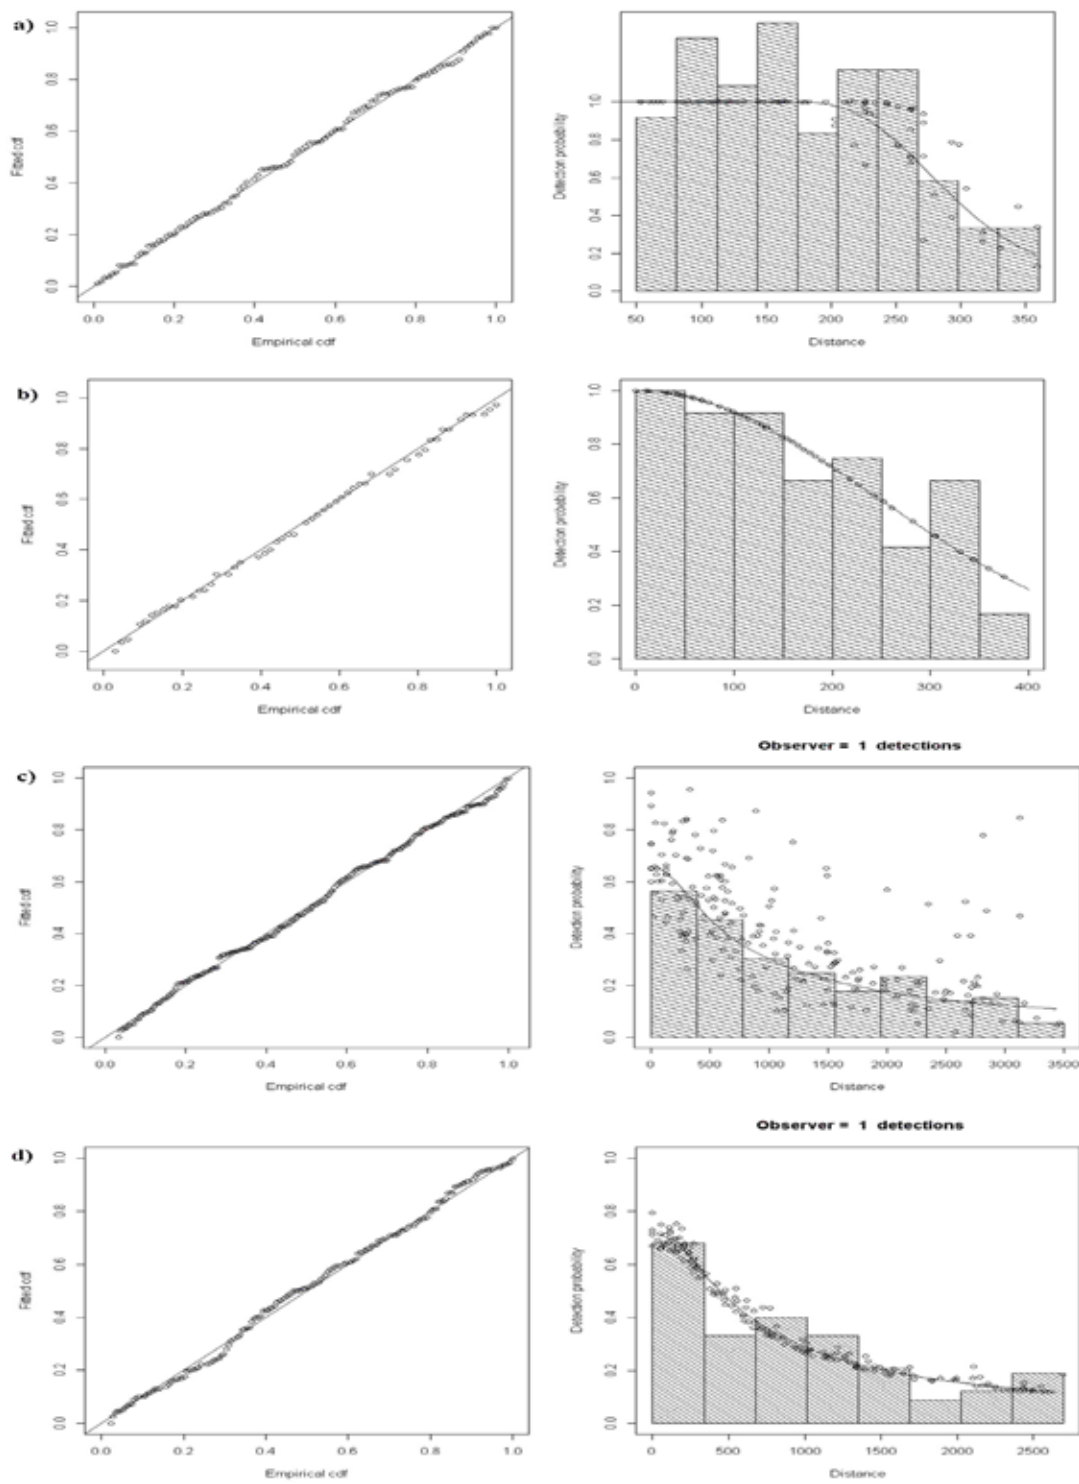 a)
Fitted cdf
0.0 0.2 0.4 0.6 0.8 1.0
0.0 0.2 0.4 0.6 0.8 1.0
Empirical cdf
Detection probability
0.0 0.2 0.4 0.6 0.8 1.0
50 100 150 200 250 300 350
Distance
b)
Fitted cdf
0.0 0.2 0.4 0.6 0.8 1.0
0.0 0.2 0.4 0.6 0.8 1.0
Empirical cdf
Detection probability
0.0 0.2 0.4 0.6 0.8 1.0
0 100 200 300 400
Distance
c)
Fitted cdf
0.0 0.2 0.4 0.6 0.8 1.0
0.0 0.2 0.4 0.6 0.8 1.0
Empirical cdf
Observer = 1 detections
Detection probability
0.0 0.2 0.4 0.6 0.8 1.0
0 500 1000 1500 2000 2500 3000 3500
Distance
d)
Fitted cdf
0.0 0.2 0.4 0.6 0.8 1.0
0.0 0.2 0.4 0.6 0.8 1.0
Empirical cdf
Observer = 1 detections
Detection probability
0.0 0.2 0.4 0.6 0.8 1.0
0 500 1000 1500 2000 2500
Distance